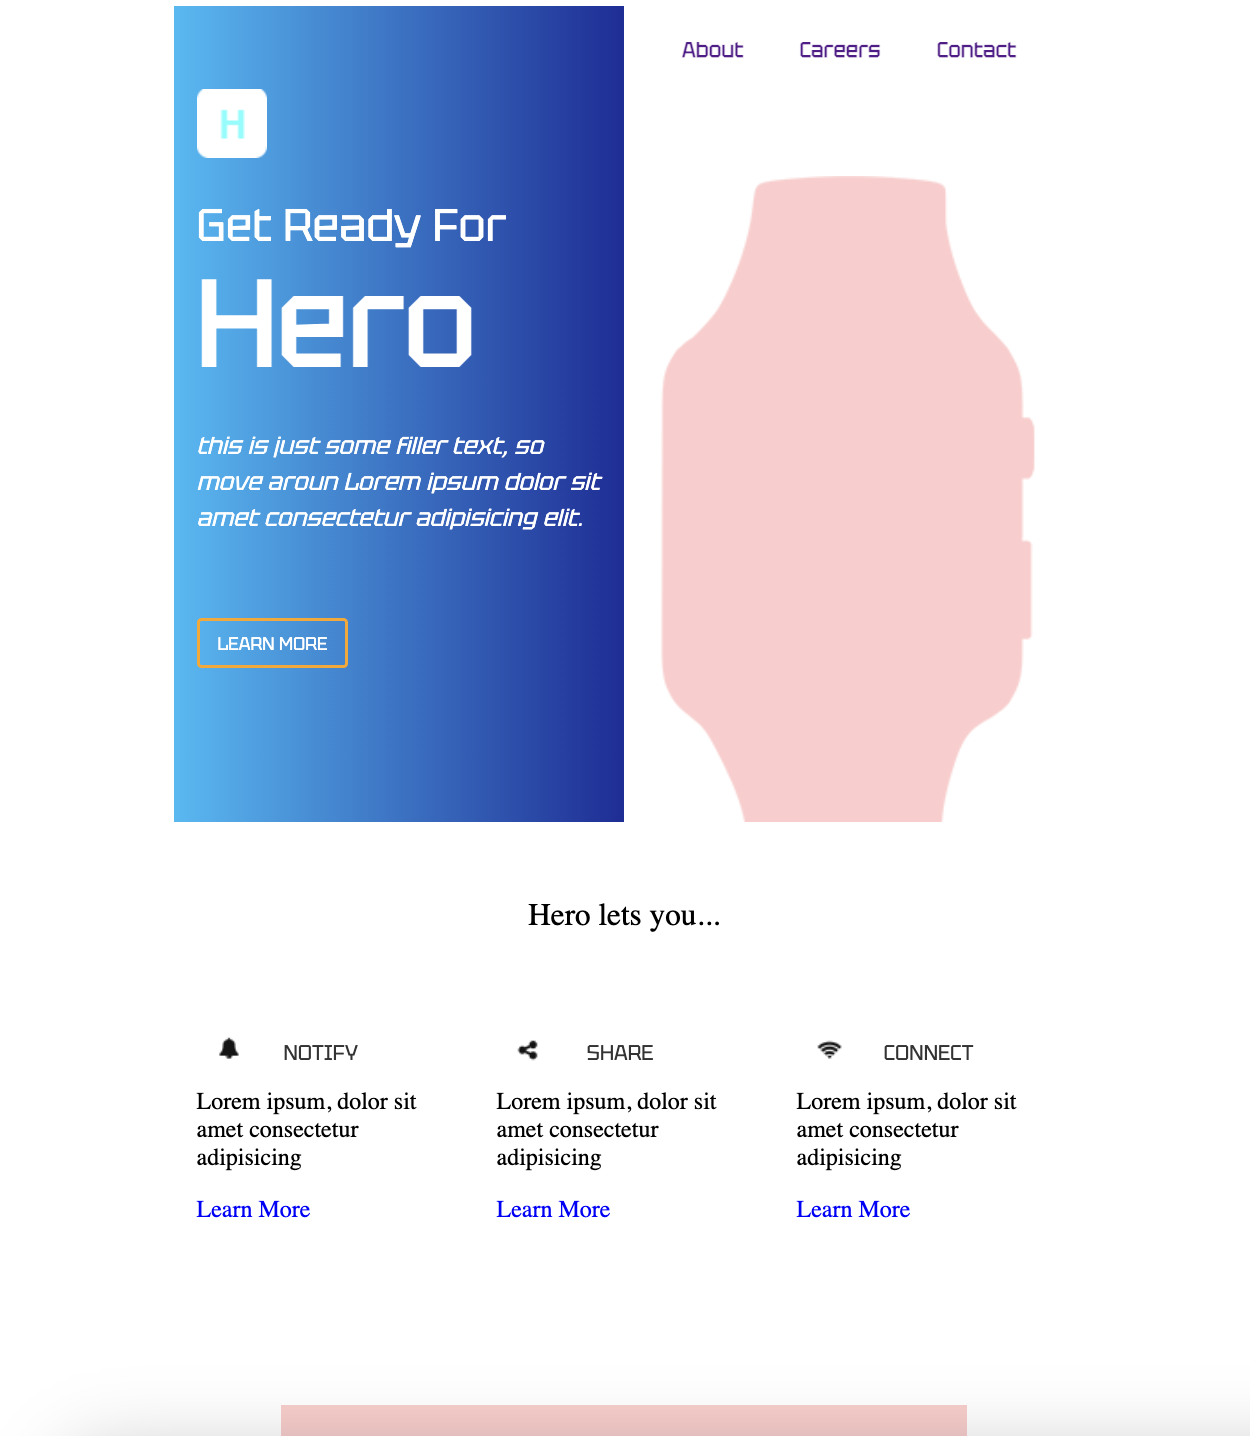 About Careers Contact
H
Get Ready For
Hero
this is just some filler text, so
move aroun Lorem ipsum dolor sit
amet consectetur adipisicing elit.
LEARN MORE
Hero lets you...
NOTIFY
Lorem ipsum, dolor sit
amet consectetur
adipisicing
Learn More
SHARE
Lorem ipsum, dolor sit
amet consectetur
adipisicing
Learn More
CONNECT
Lorem ipsum, dolor sit
amet consectetur
adipisicing
Learn More